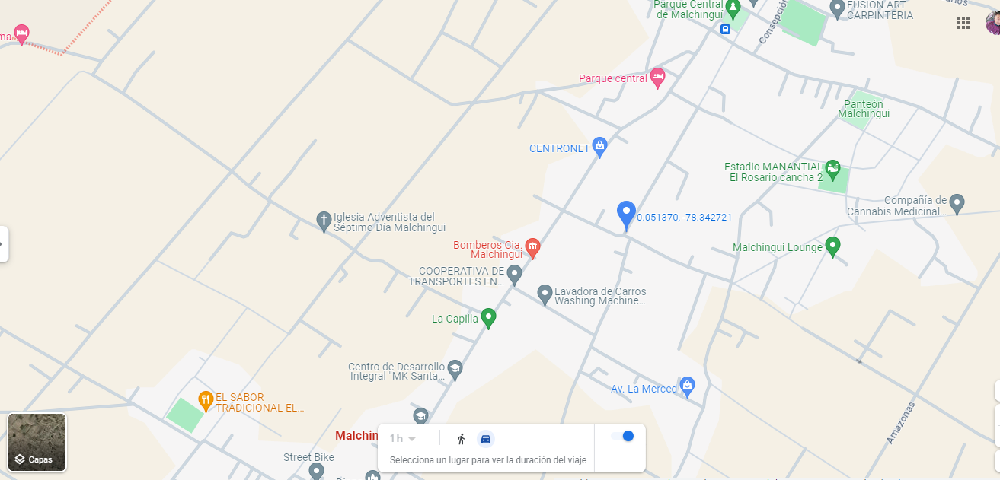 Parque Central
de Malchinguí
Consepción
FUSION ART
CARPINTERIA
Parque central
Panteón
Malchingui
CENTRONET
Estadio MANANTIAL
El Rosario cancha 2
Compañía de
Cannabis Medicinal...
0.051370, -78.342721
Iglesia Adventista del
Séptimo Día Malchingui
Bomberos Cia.
Malchingui
Malchingui Lounge
COOPERATIVA DE
TRANSPORTES EN...
Lavadora de Carros
Washing Machine...
La Capilla
Centro de Desarrollo
Integral "MK Santa...
Av. La Merced
EL SABOR
TRADICIONAL EL...
Amazonas
Malchin
1 h
Capas
Street Bike
Selecciona un lugar para ver la duración del viaje